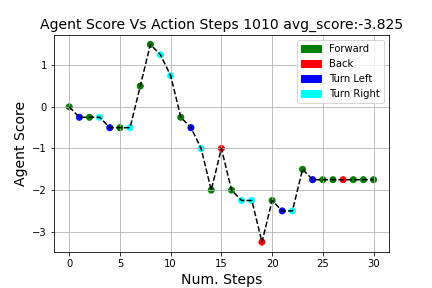 Agent Score Vs Action Steps 1010 avg_score:-3.825
Forward
Back
Turn Left
Turn Right
Agent Score
1
0
−1
−2
−3
0 5 10 15 20 25 30
Num. Steps